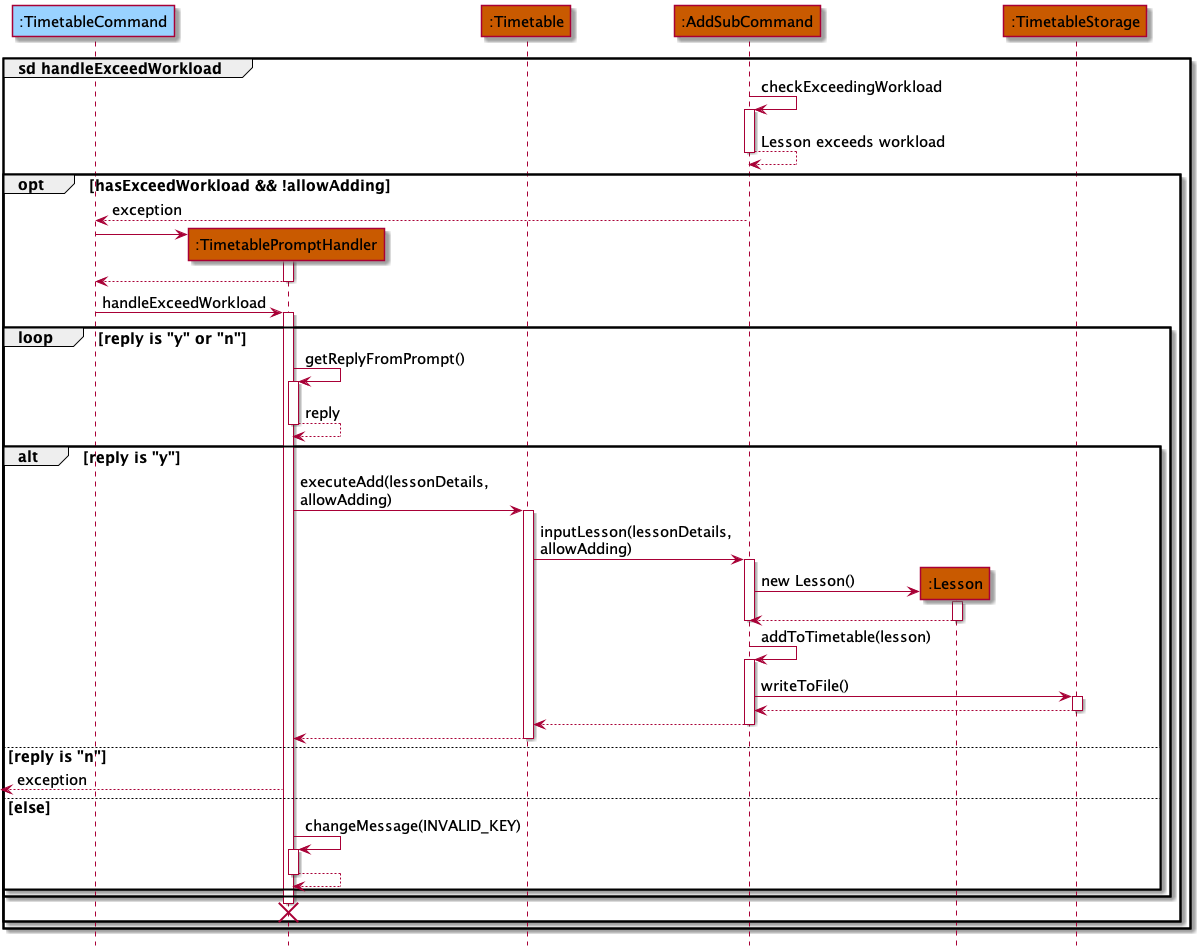 :TimetableCommand
:Timetable
:AddSubCommand
:TimetableStorage
sd handleExceedWorkload
checkExceedingWorkload
Lesson exceeds workload
opt
[hasExceedWorkload && !allowAdding]
exception
:TimetablePromptHandler
handleExceedWorkload
loop
[reply is "y" or "n"]
getReplyFromPrompt()
reply
alt
[reply is "y"]
executeAdd(lessonDetails,
allowAdding)
inputLesson(lessonDetails,
allowAdding)
new Lesson()
:Lesson
addToTimetable(lesson)
writeToFile()
[reply is "n"]
exception
[else]
changeMessage(INVALID_KEY)